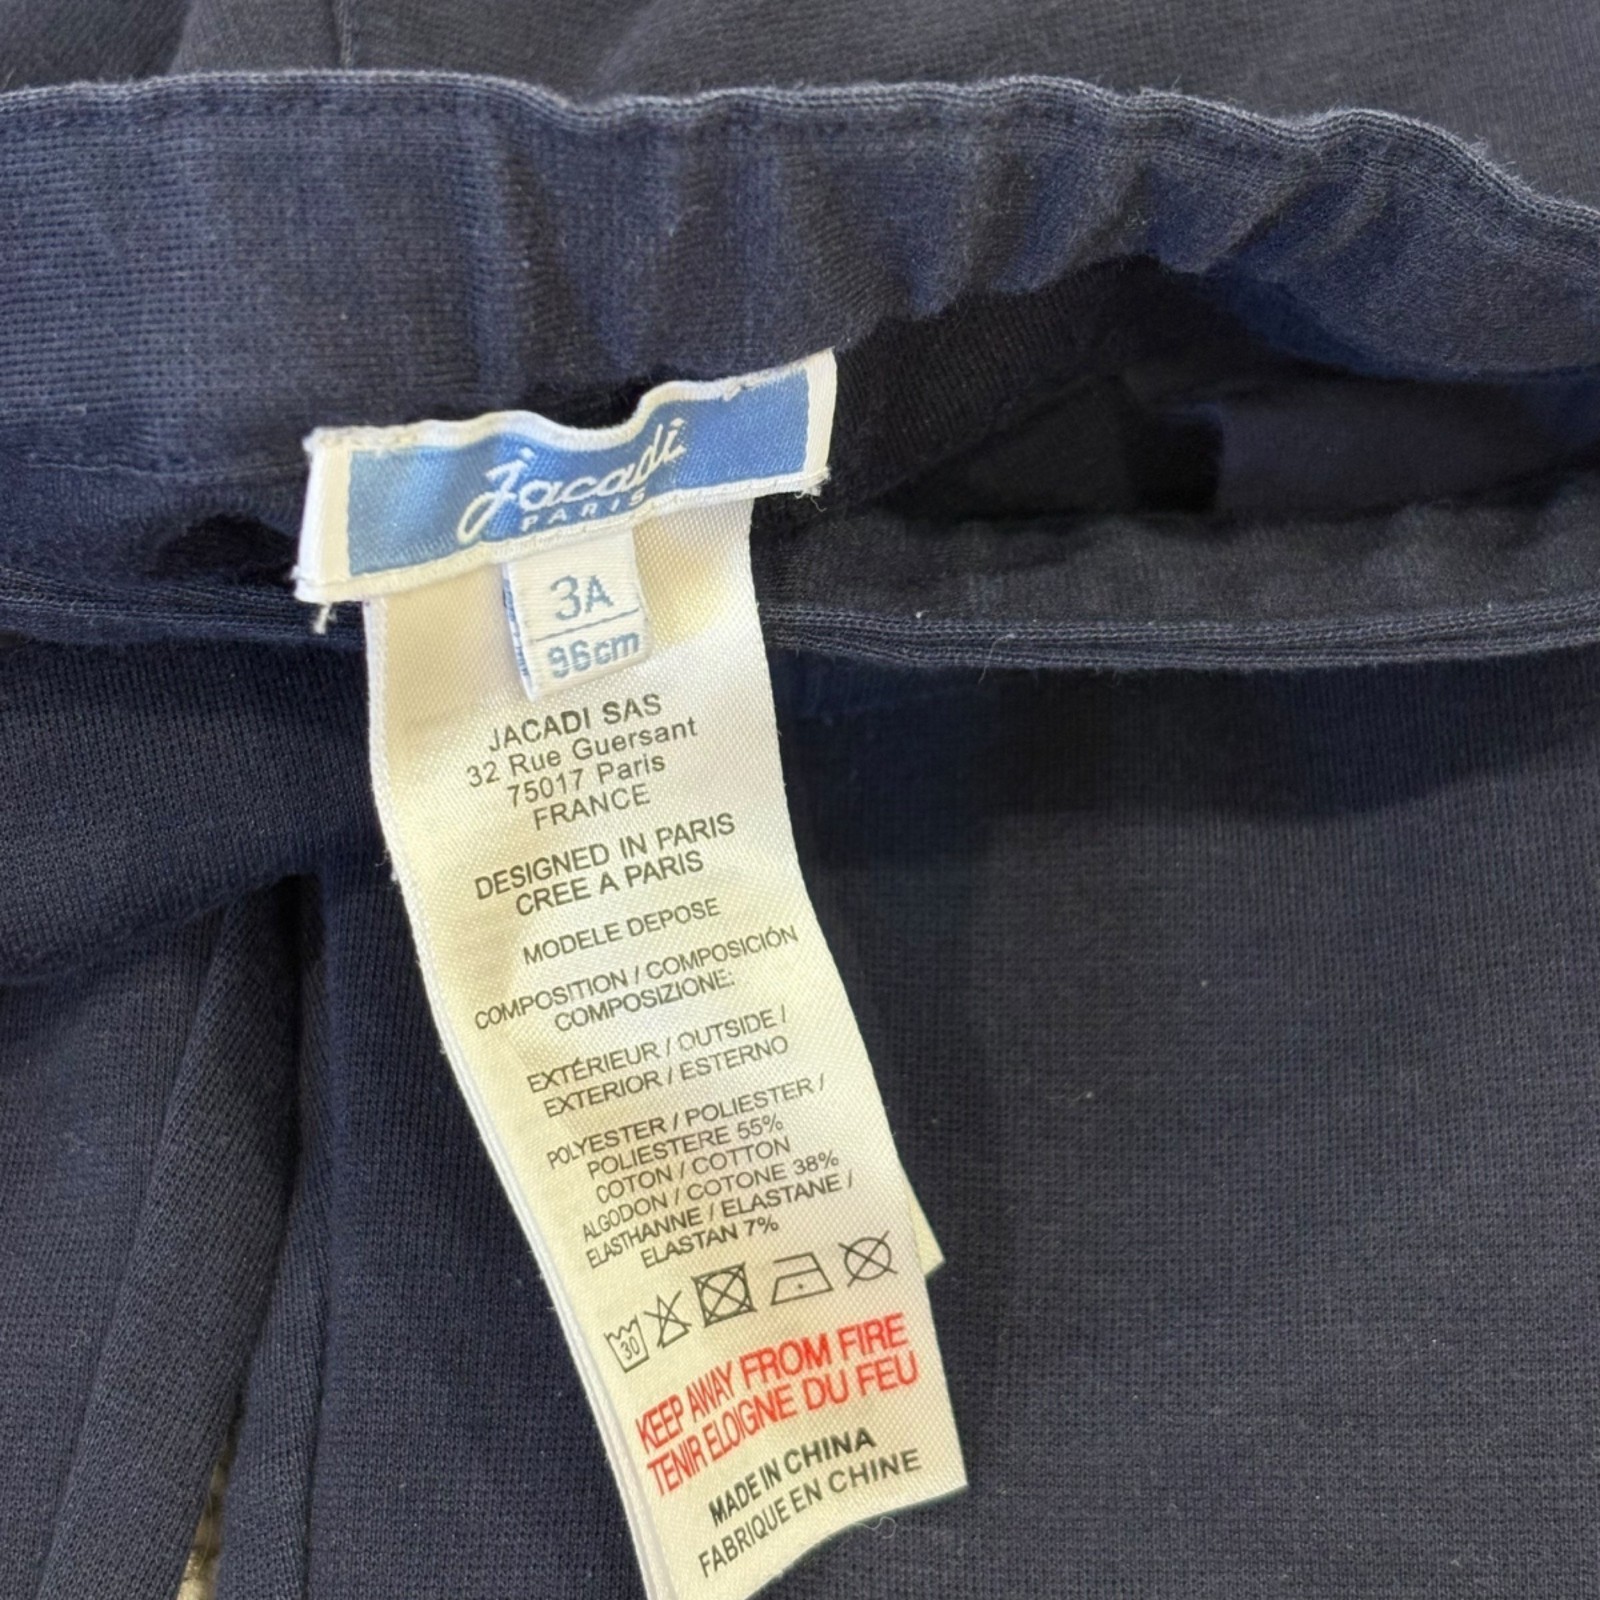 Jacadi
PARIS
3A
96cm
JACADI SAS
32 Rue Guersant
75017 Paris
FRANCE
DESIGNED IN PARIS
CREE A PARIS
MODELE DEPOSE
COMPOSITION / COMPOSICIÓN
COMPOSIZIONE:
EXTÉRIEUR / OUTSIDE /
EXTERIOR / ESTERNO
POLYESTER / POLIESTER /
POLIESTERE 55%
COTON / COTTON
ALGODON / COTONE 38%
ELASTHANNE / ELASTANE /
ELASTAN 7%
30
KEEP AWAY FROM FIRE
TENIR ELOIGNE DU FEU
MADE IN CHINA
FABRIQUE EN CHINE